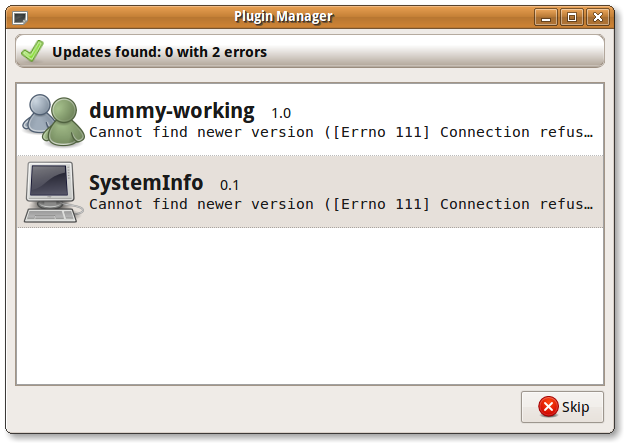 Plugin Manager
Updates found: 0 with 2 errors
dummy-working 1.0
Cannot find newer version ([Errno 111] Connection refus…
SystemInfo 0.1
Cannot find newer version ([Errno 111] Connection refus…
Skip